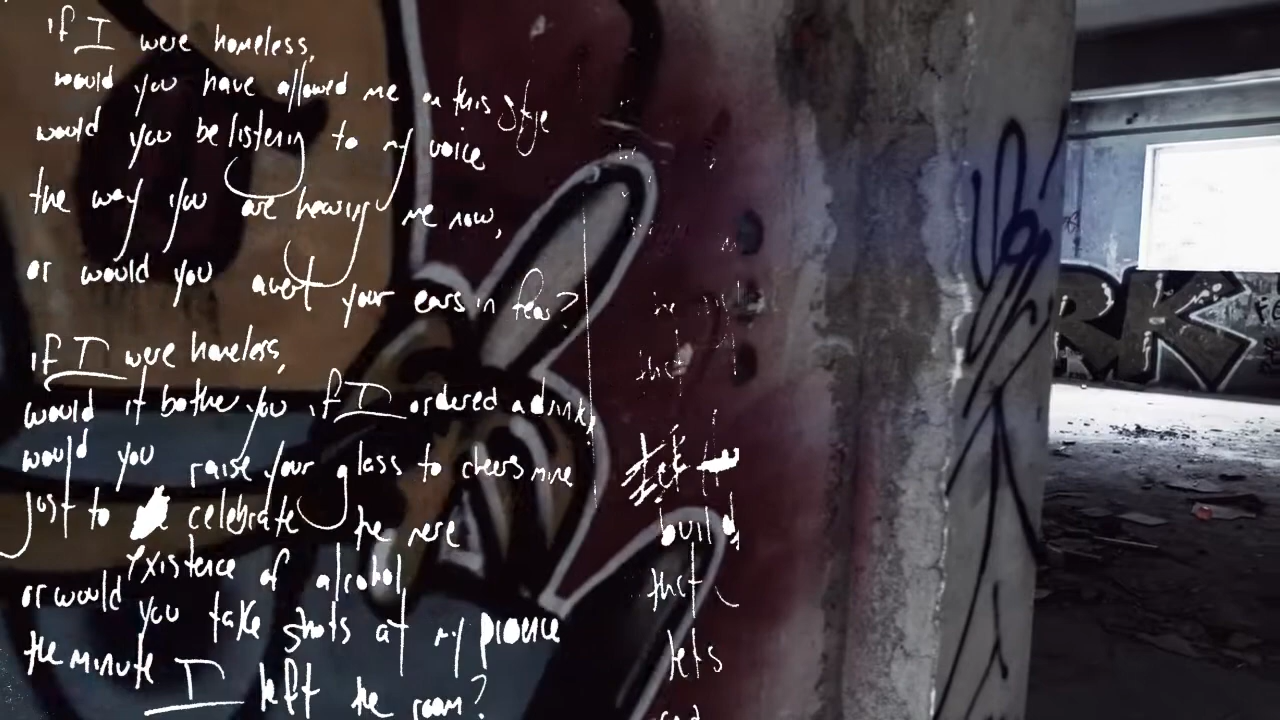 if I were homeless,
would you have allowed me on this
would you be listening to my voice
the way you are hearing me now,
or would you avert your ears in fear?
if I were homeless,
would it bother you if I ordered a drink,
would you raise your glass to cheers mine
just to celebrate the mere
existence of alcohol,
or would you take shots at my
the minute I left the room?
build
that
lets
RK